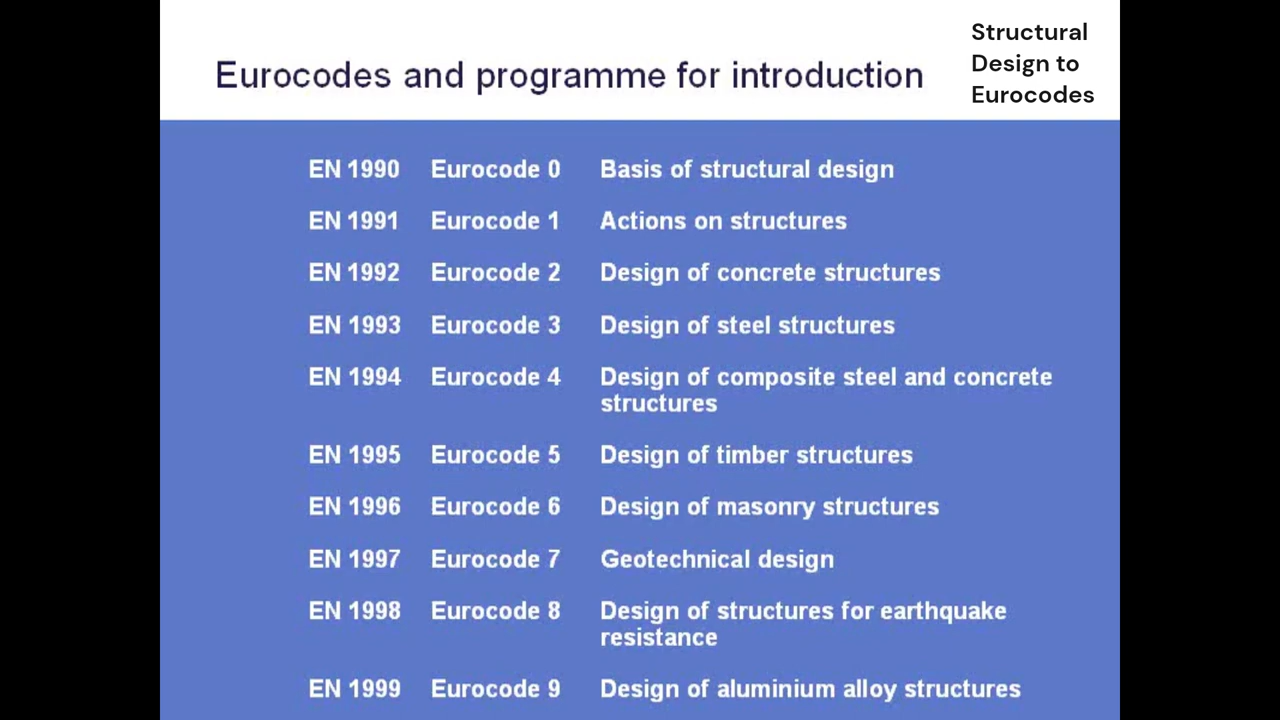 Eurocodes and programme for introduction
Structural
Design to
Eurocodes
EN 1990 Eurocode 0 Basis of structural design
EN 1991 Eurocode 1 Actions on structures
EN 1992 Eurocode 2 Design of concrete structures
EN 1993 Eurocode 3 Design of steel structures
EN 1994 Eurocode 4 Design of composite steel and concrete
structures
EN 1995 Eurocode 5 Design of timber structures
EN 1996 Eurocode 6 Design of masonry structures
EN 1997 Eurocode 7 Geotechnical design
EN 1998 Eurocode 8 Design of structures for earthquake
resistance
EN 1999 Eurocode 9 Design of aluminium alloy structures